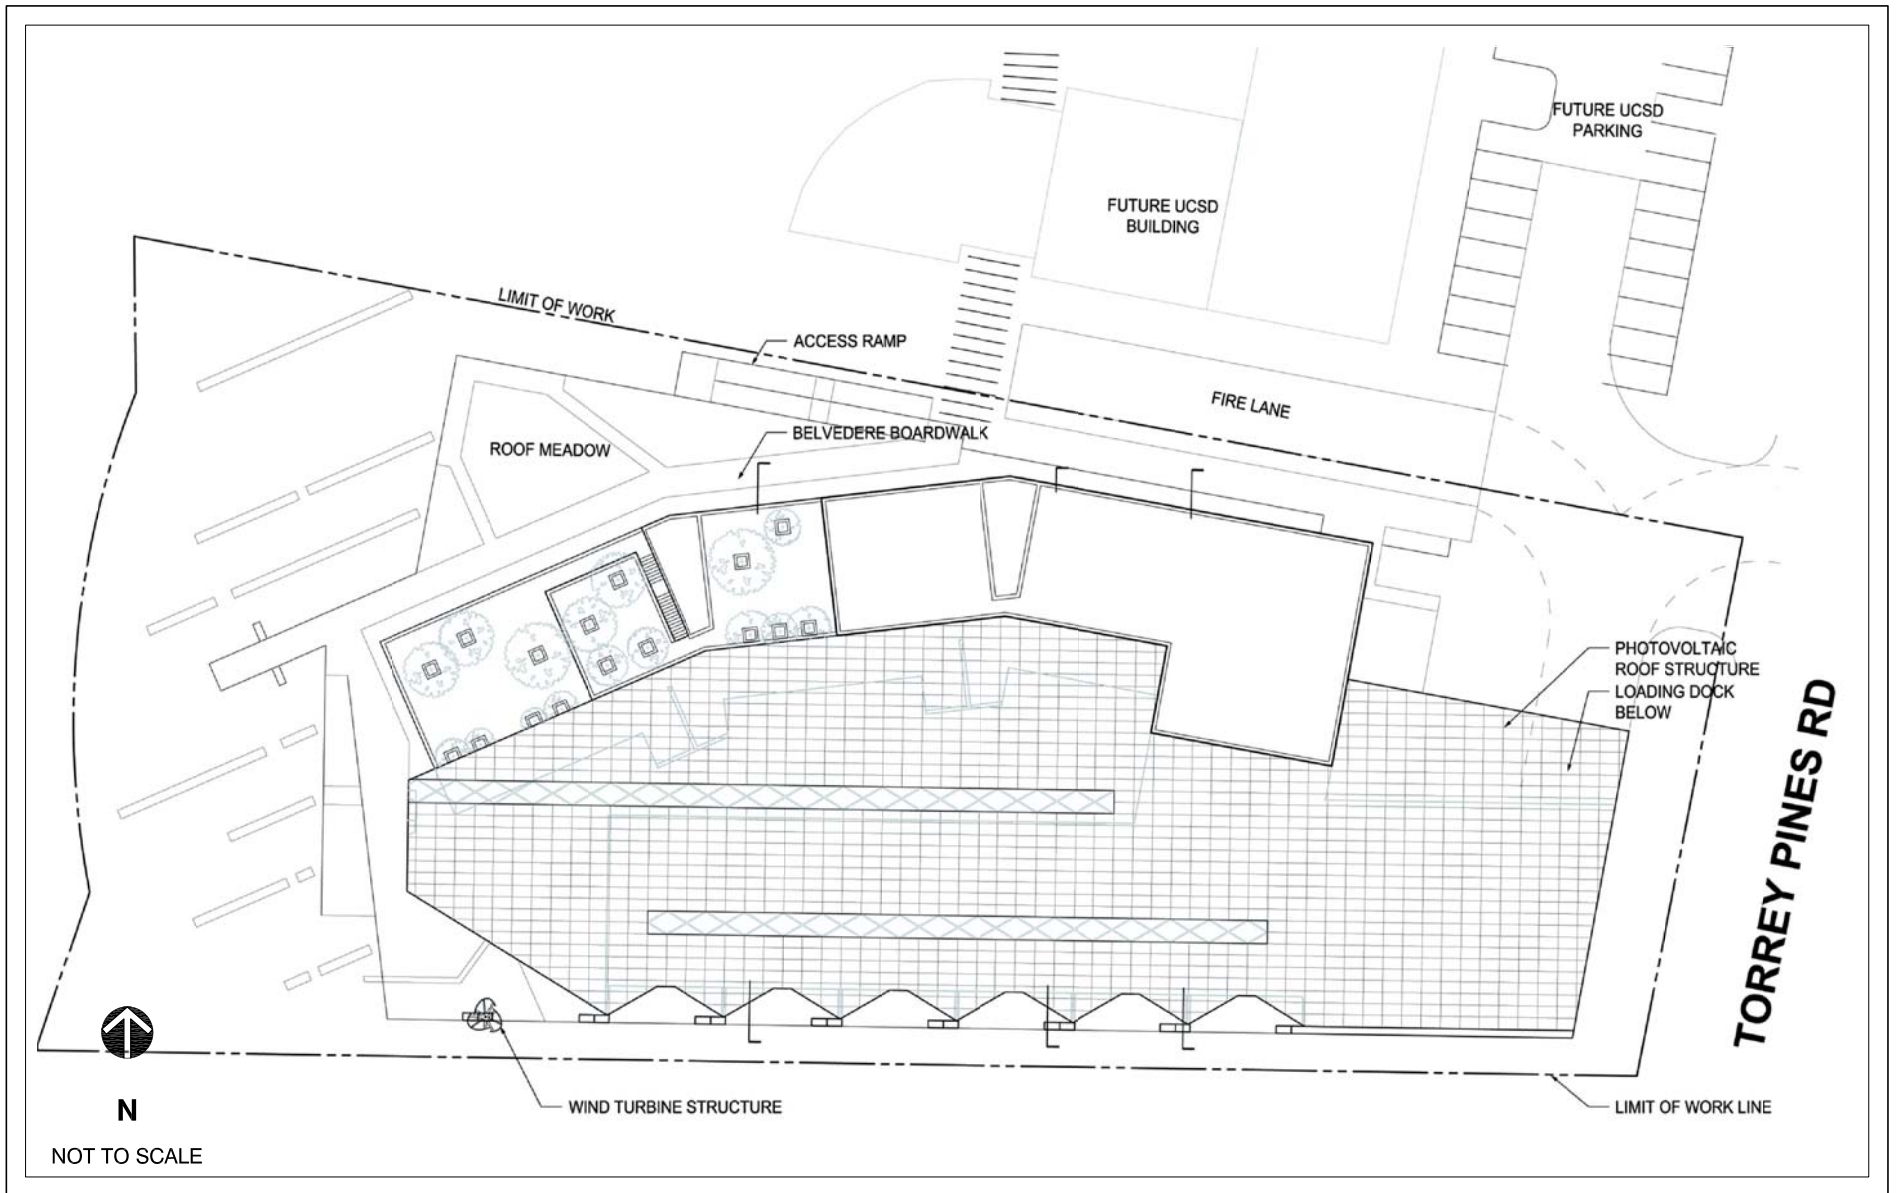 FUTURE UCSD
PARKING
FUTURE UCSD
BUILDING
LIMIT OF WORK
ACCESS RAMP
FIRE LANE
BELVEDERE BOARDWALK
ROOF MEADOW
PHOTOVOLTAIC
ROOF STRUCTURE
LOADING DOCK
BELOW
TORREY PINES RD
N
WIND TURBINE STRUCTURE
LIMIT OF WORK LINE
NOT TO SCALE